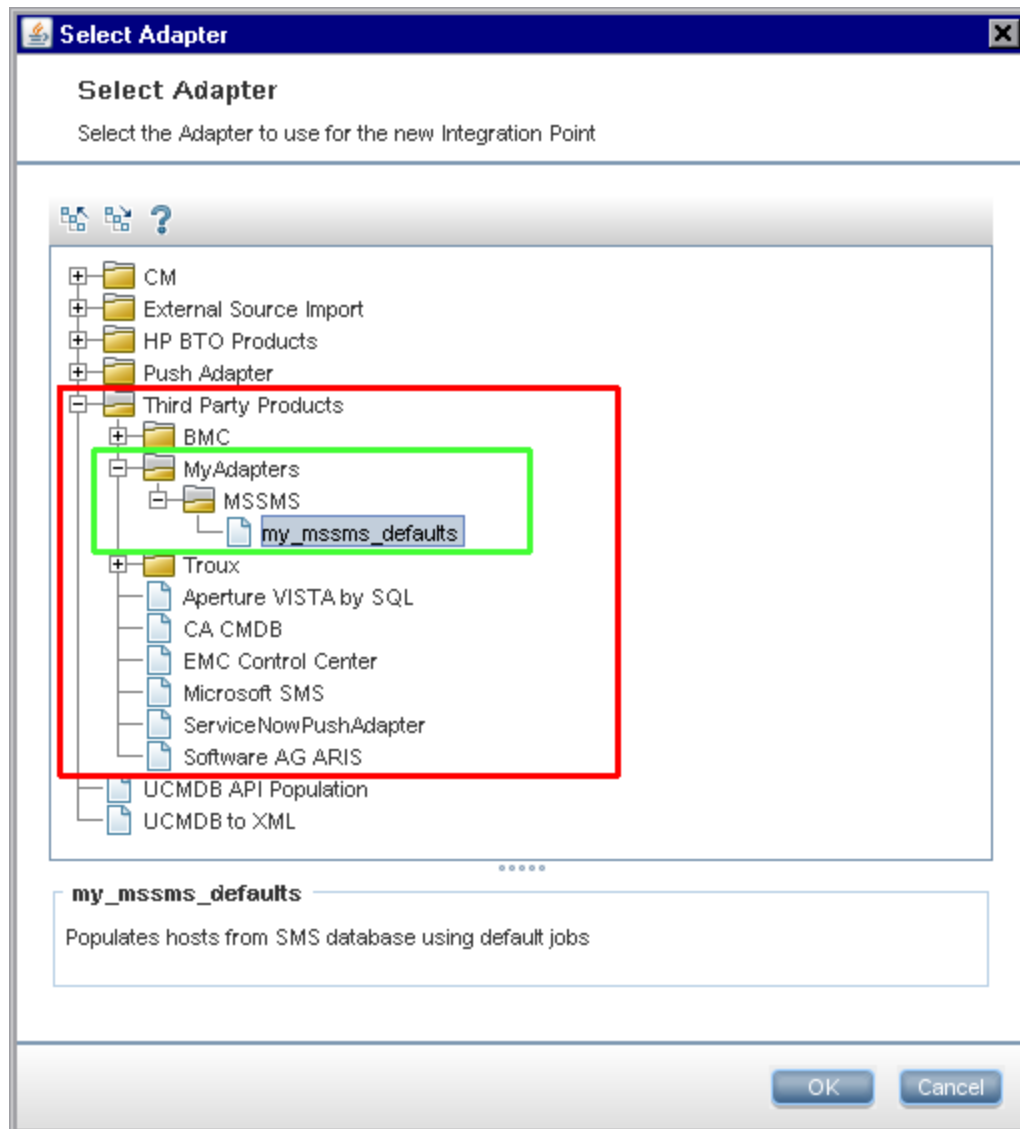 Select Adapter
Select Adapter
Select the Adapter to use for the new Integration Point
CM
External Source Import
HP BTO Products
Push Adapter
Third Party Products
BMC
MyAdapters
MSSMS
my_mssms_defaults
Troux
Aperture VISTA by SQL
CA CMDB
EMC Control Center
Microsoft SMS
ServiceNowPushAdapter
Software AG ARIS
UCMDB API Population
UCMDB to XML
my_mssms_defaults
Populates hosts from SMS database using default jobs
OK Cancel